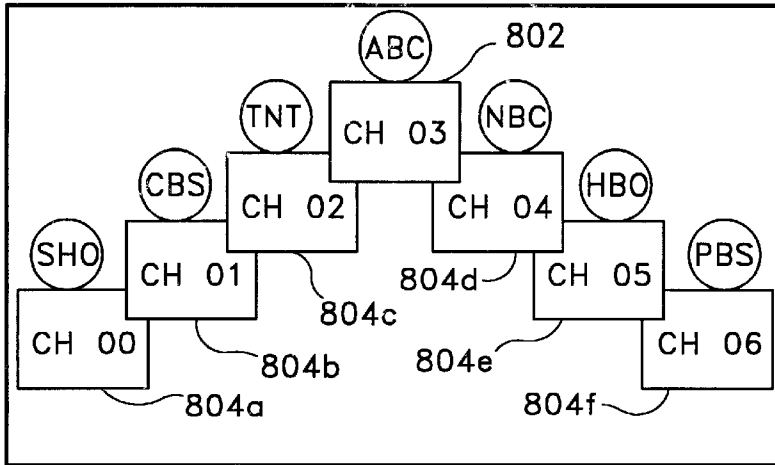 ABC
802
TNT
CH 03
NBC
CBS
CH 02
CH 04
HBO
SHO
CH 01
804c
804d
CH 05
PBS
CH 00
804b
804e
CH 06
804a
804f